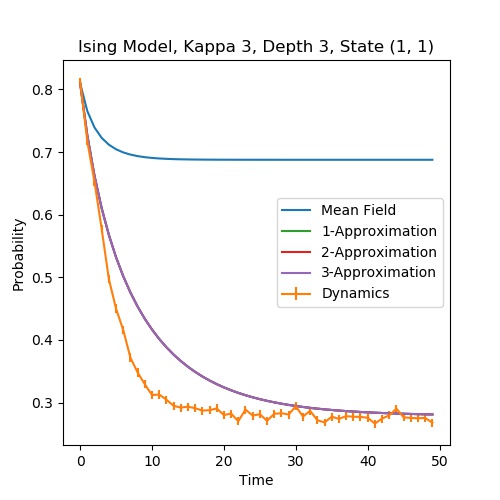 Ising Model, Kappa 3, Depth 3, State (1, 1)
0.8
0.7
0.6
0.5
0.4
0.3
Probability
Mean Field
1-Approximation
2-Approximation
3-Approximation
Dynamics
0 10 20 30 40 50
Time